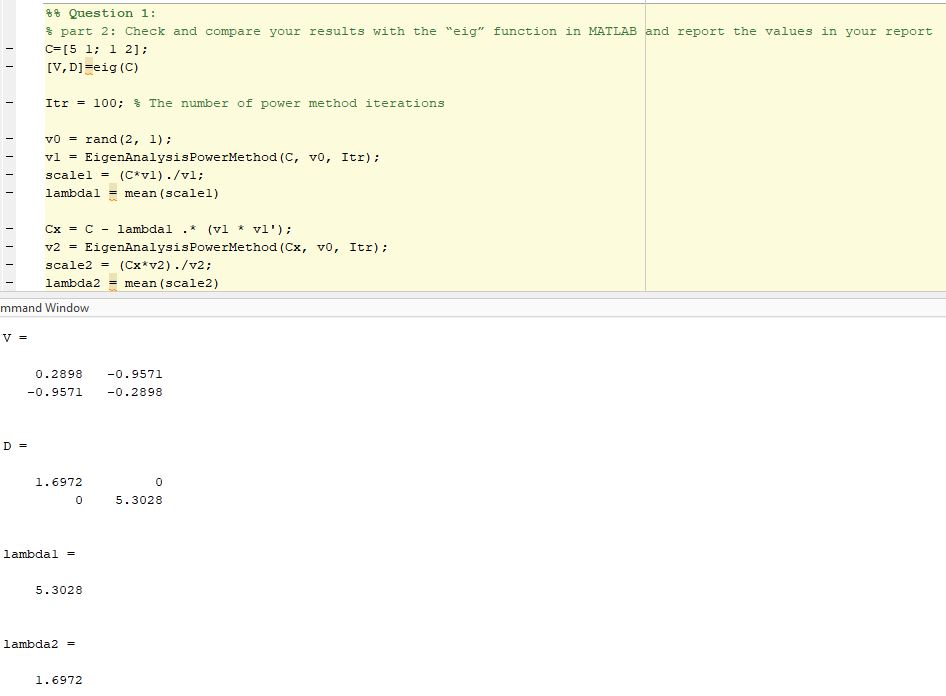 %% Question 1:
% part 2: Check and compare your results with the “eig” function in MATLAB and report the values in your report
C=[5 1; 1 2];
[V,D]=eig(C)
Itr = 100; % The number of power method iterations
v0 = rand(2, 1);
v1 = EigenAnalysisPowerMethod(C, v0, Itr);
scale1 = (C*v1)./v1;
lambda1 = mean(scale1)
Cx = C - lambda1 .* (v1 * v1');
v2 = EigenAnalysisPowerMethod(Cx, v0, Itr);
scale2 = (Cx*v2)./v2;
lambda2 = mean(scale2)
mmand Window
V =
0.2898 -0.9571
-0.9571 -0.2898
D =
1.6972 0
0 5.3028
lambda1 =
5.3028
lambda2 =
1.6972